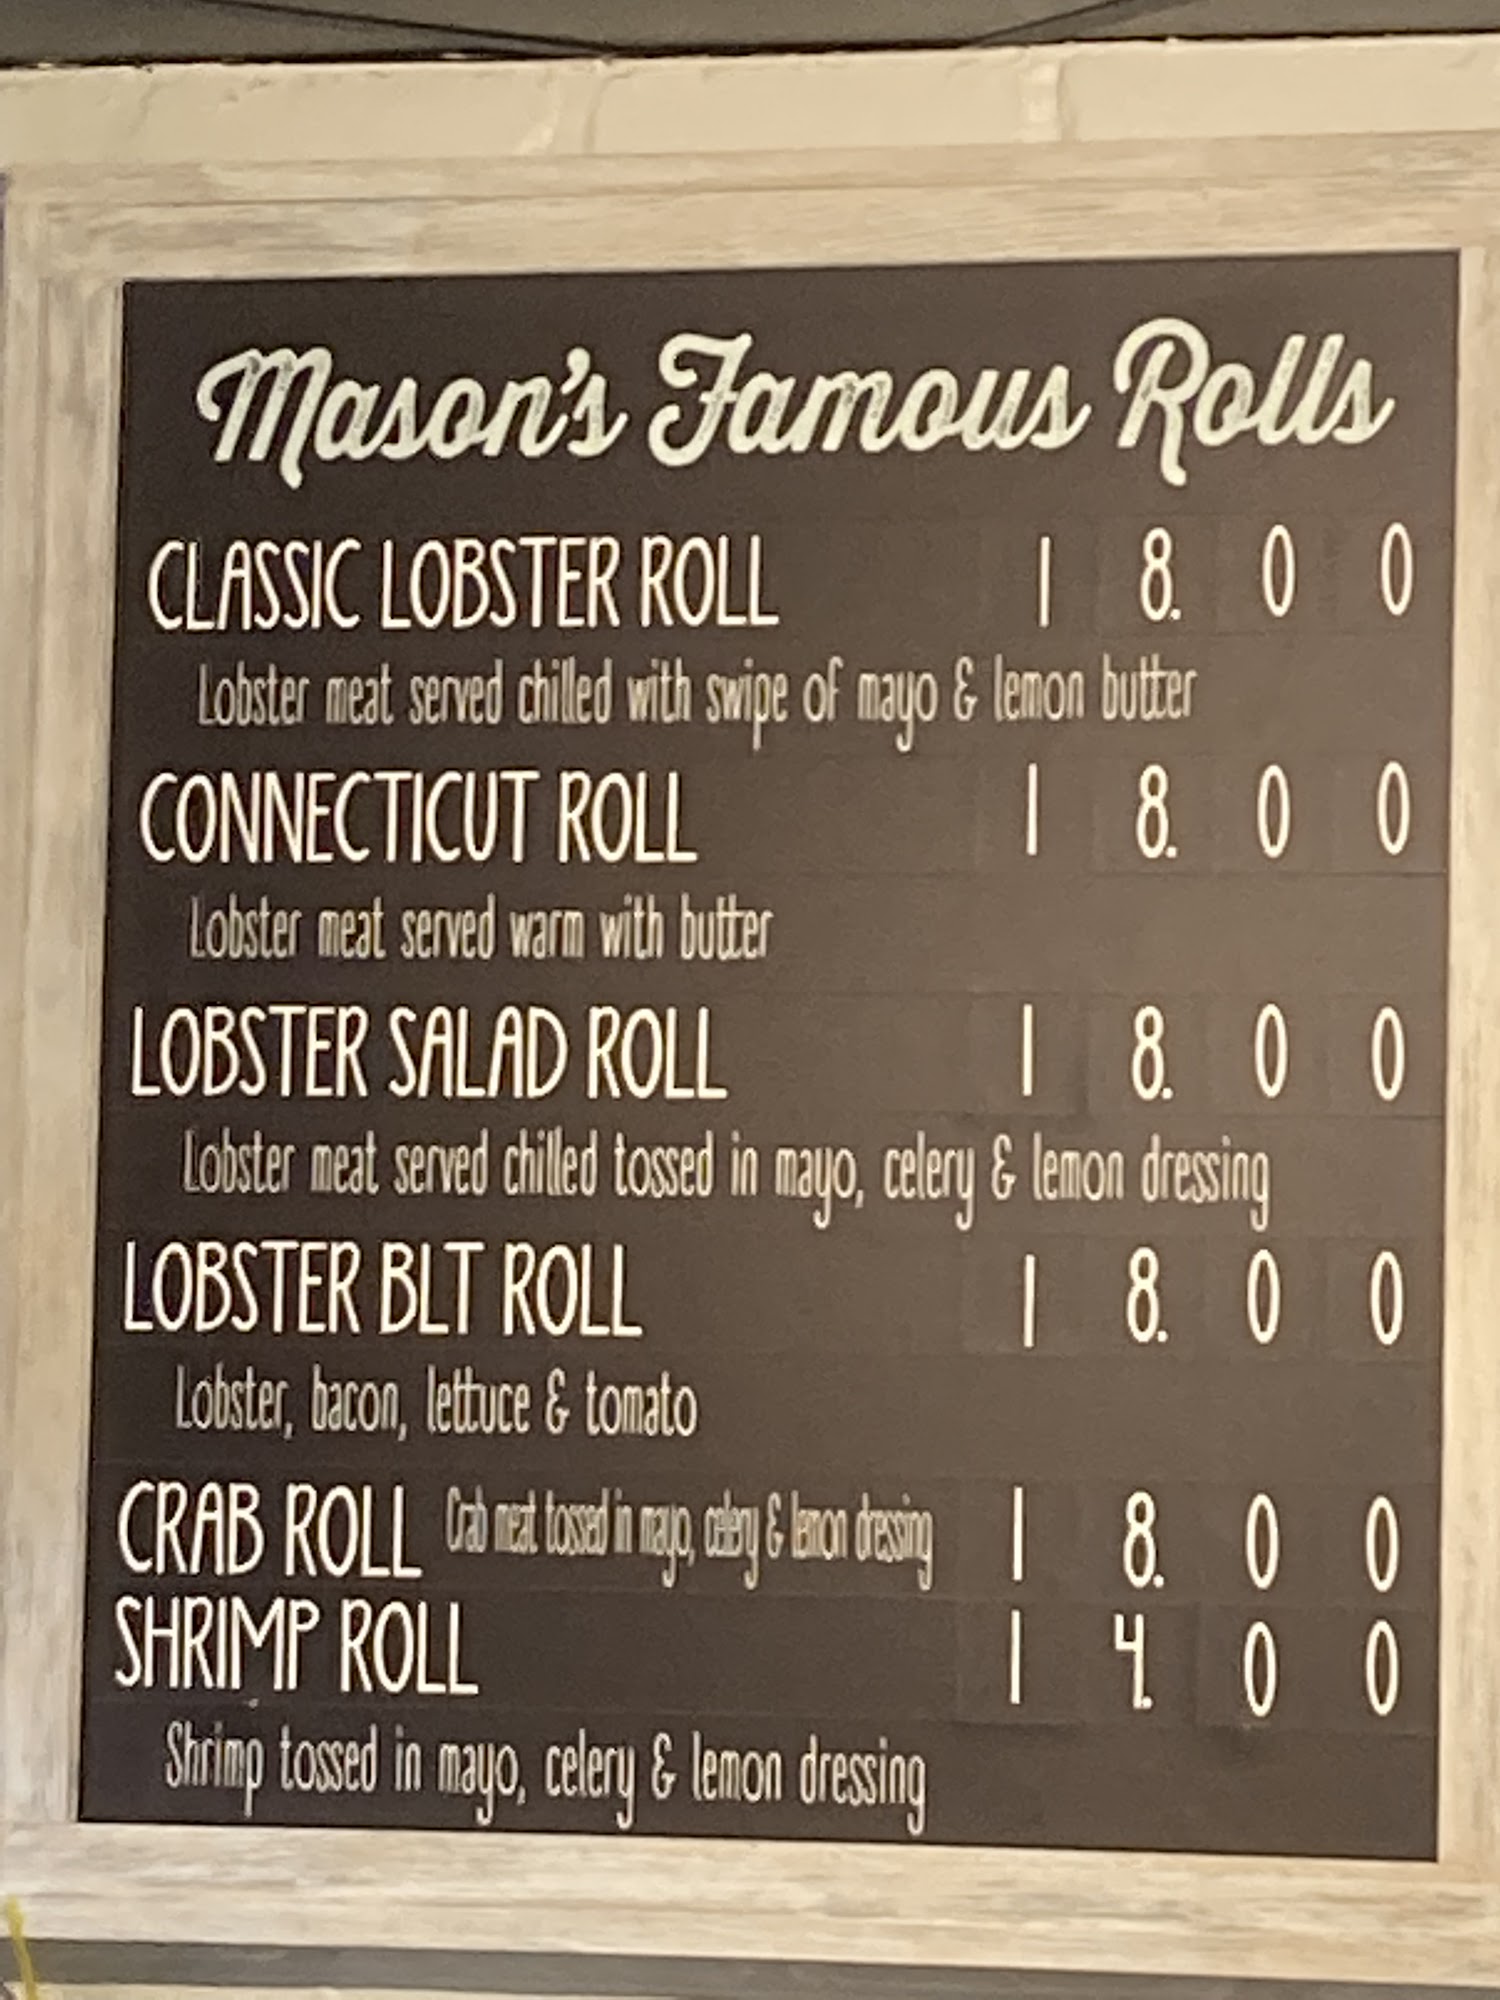 Mason's Famous Rolls
CLASSIC LOBSTER ROLL 18.00
Lobster meat served chilled with swipe of mayo & lemon butter
CONNECTICUT ROLL 18.00
Lobster meat served warm with butter
LOBSTER SALAD ROLL 18.00
Lobster meat served chilled tossed in mayo, celery & lemon dressing
LOBSTER BLT ROLL 18.00
Lobster, bacon, lettuce & tomato
CRAB ROLL Crab meat tossed in mayo, celery & lemon dressing 18.00
SHRIMP ROLL 14.00
Shrimp tossed in mayo, celery & lemon dressing